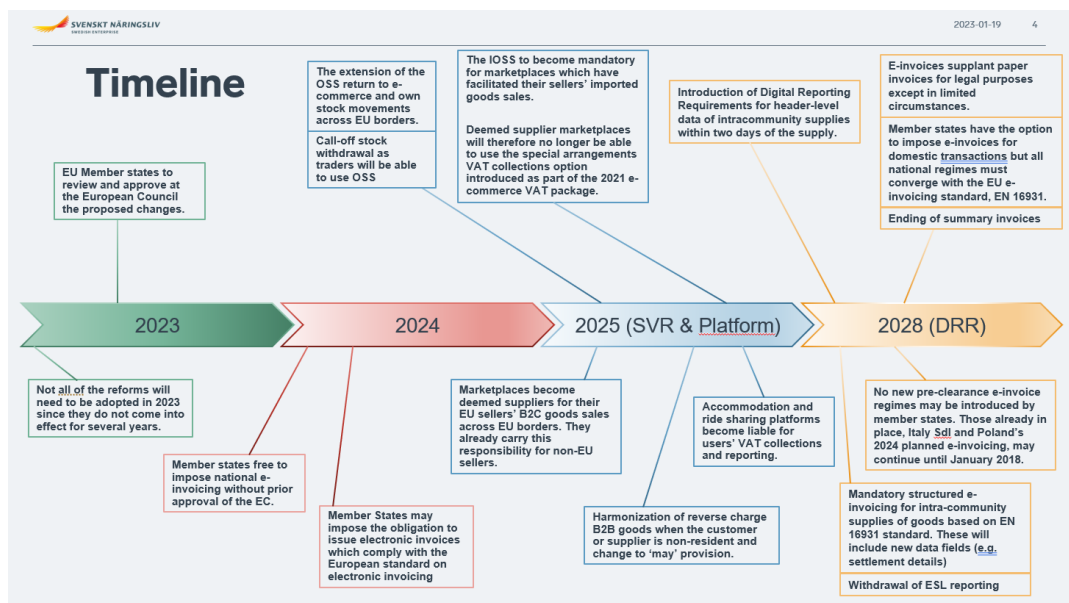 SVENSKT NÄRINGSLIV
SWEDISH ENTERPRISE
2023-01-19
4
Timeline
EU Member states to
review and approve at
the European Council
the proposed changes.
The extension of the
OSS return to e-
commerce and own
stock movements
across EU borders.
Call-off stock
withdrawal as
traders will be able
to use OSS
The IOSS to become mandatory
for marketplaces which have
facilitated their sellers' imported
goods sales.
Deemed supplier marketplaces
will therefore no longer be able
to use the special arrangements
VAT collections option
introduced as part of the 2021 e-
commerce VAT package.
Introduction of Digital Reporting
Requirements for header-level
data of intracommunity supplies
within two days of the supply.
E-invoices supplant paper
invoices for legal purposes
except in limited
circumstances.
Member states have the option
to impose e-invoices for
domestic transactions but all
national regimes must
converge with the EU e-
invoicing standard, EN 16931.
Ending of summary invoices
2023
2024
2025 (SVR & Platform)
2028 (DRR)
Not all of the reforms will
need to be adopted in 2023
since they do not come into
effect for several years.
Member states free to
impose national e-
invoicing without prior
approval of the EC.
Member States may
impose the obligation to
issue electronic invoices
which comply with the
European standard on
electronic invoicing
Marketplaces become
deemed suppliers for their
EU sellers' B2C goods sales
across EU borders. They
already carry this
responsibility for non-EU
sellers.
Harmonization of reverse charge
B2B goods when the customer
or supplier is non-resident and
change to 'may' provision.
Accommodation and
ride sharing platforms
become liable for
users' VAT collections
and reporting.
No new pre-clearance e-invoice
regimes may be introduced by
member states. Those already in
place, Italy SdI and Poland's
2024 planned e-invoicing, may
continue until January 2018.
Mandatory structured e-
invoicing for intra-community
supplies of goods based on EN
16931 standard. These will
include new data fields (e.g.
settlement details)
Withdrawal of ESL reporting